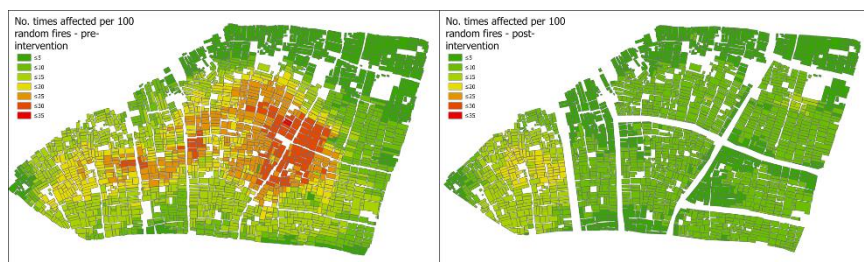 No. times affected per 100
random fires - pre-
intervention
≤5
≤10
≤15
≤20
≤25
≤30
≤35
No. times affected per 100
random fires - post-
intervention
≤5
≤10
≤15
≤20
≤25
≤30
≤35